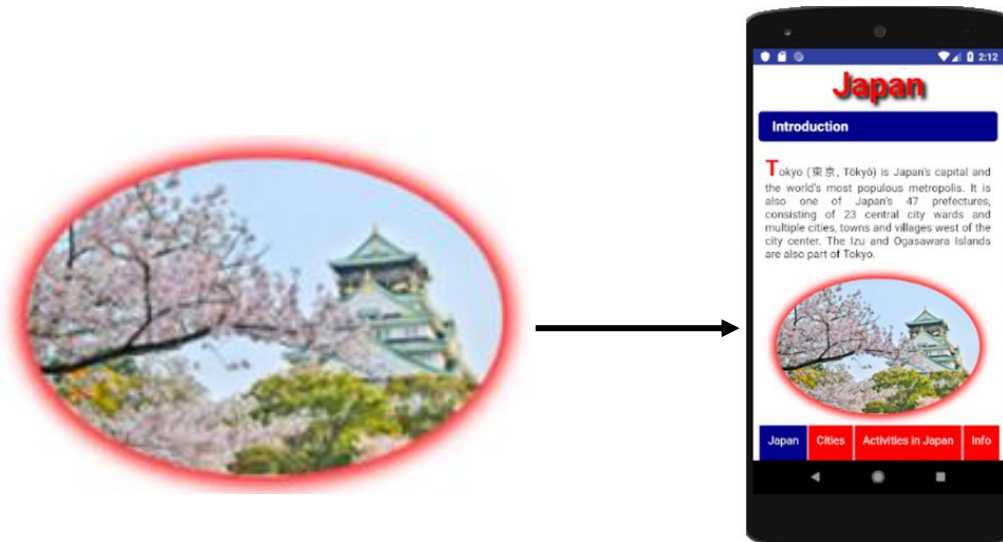 2:12
Japan
Introduction
Tokyo (東京, Tōkyō) is Japan's capital and
the world's most populous metropolis. It is
also one of Japan's 47 prefectures,
consisting of 23 central city wards and
multiple cities, towns and villages west of the
city center. The Izu and Ogasawara Islands
are also part of Tokyo.
Japan Cities Activities in Japan Info